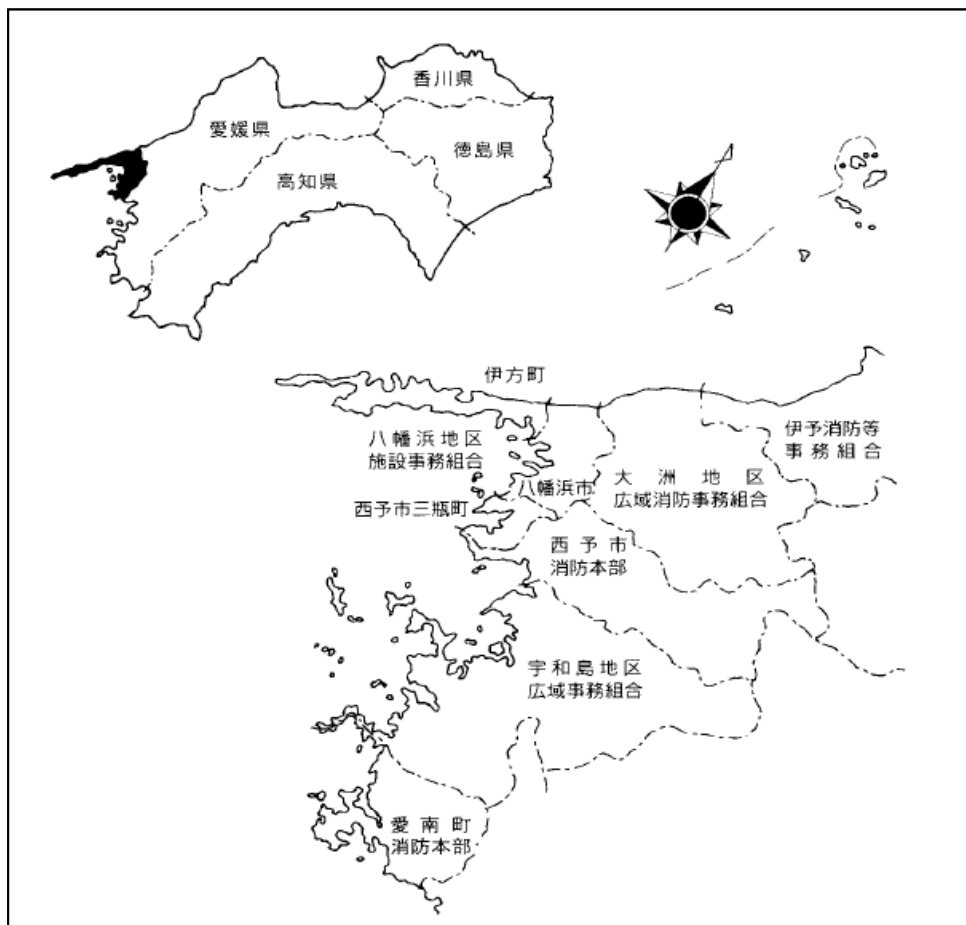 香川県
愛媛県
徳島県
高知県
伊方町
八幡浜地区
施設事務組合
伊予消防等
事務組合
大洲地区
広域消防事務組合
八幡浜市
西予市三瓶町
西予市
消防本部
宇和島地区
広域事務組合
愛南町
消防本部